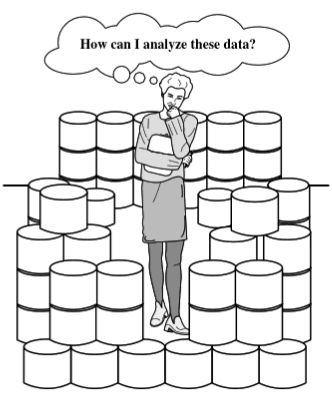 How can I analyze these data?